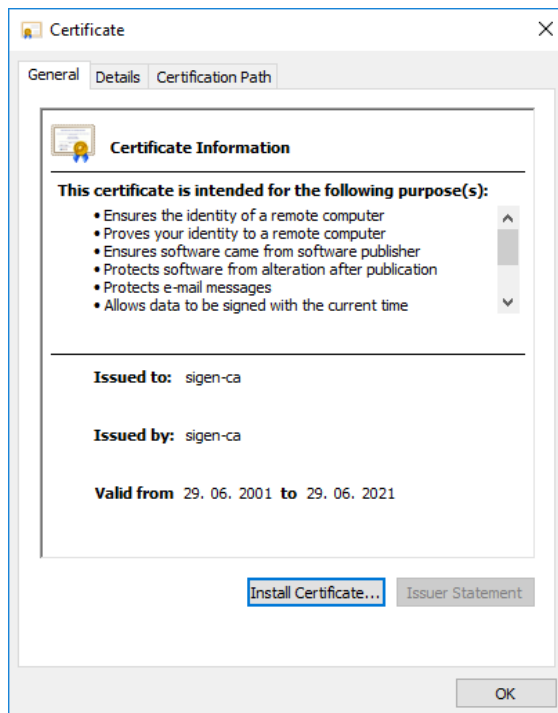 Certificate
General Details Certification Path
Certificate Information
This certificate is intended for the following purpose(s):
• Ensures the identity of a remote computer
• Proves your identity to a remote computer
• Ensures software came from software publisher
• Protects software from alteration after publication
• Protects e-mail messages
• Allows data to be signed with the current time
Issued to: sigen-ca
Issued by: sigen-ca
Valid from 29. 06. 2001 to 29. 06. 2021
Install Certificate... Issuer Statement
OK